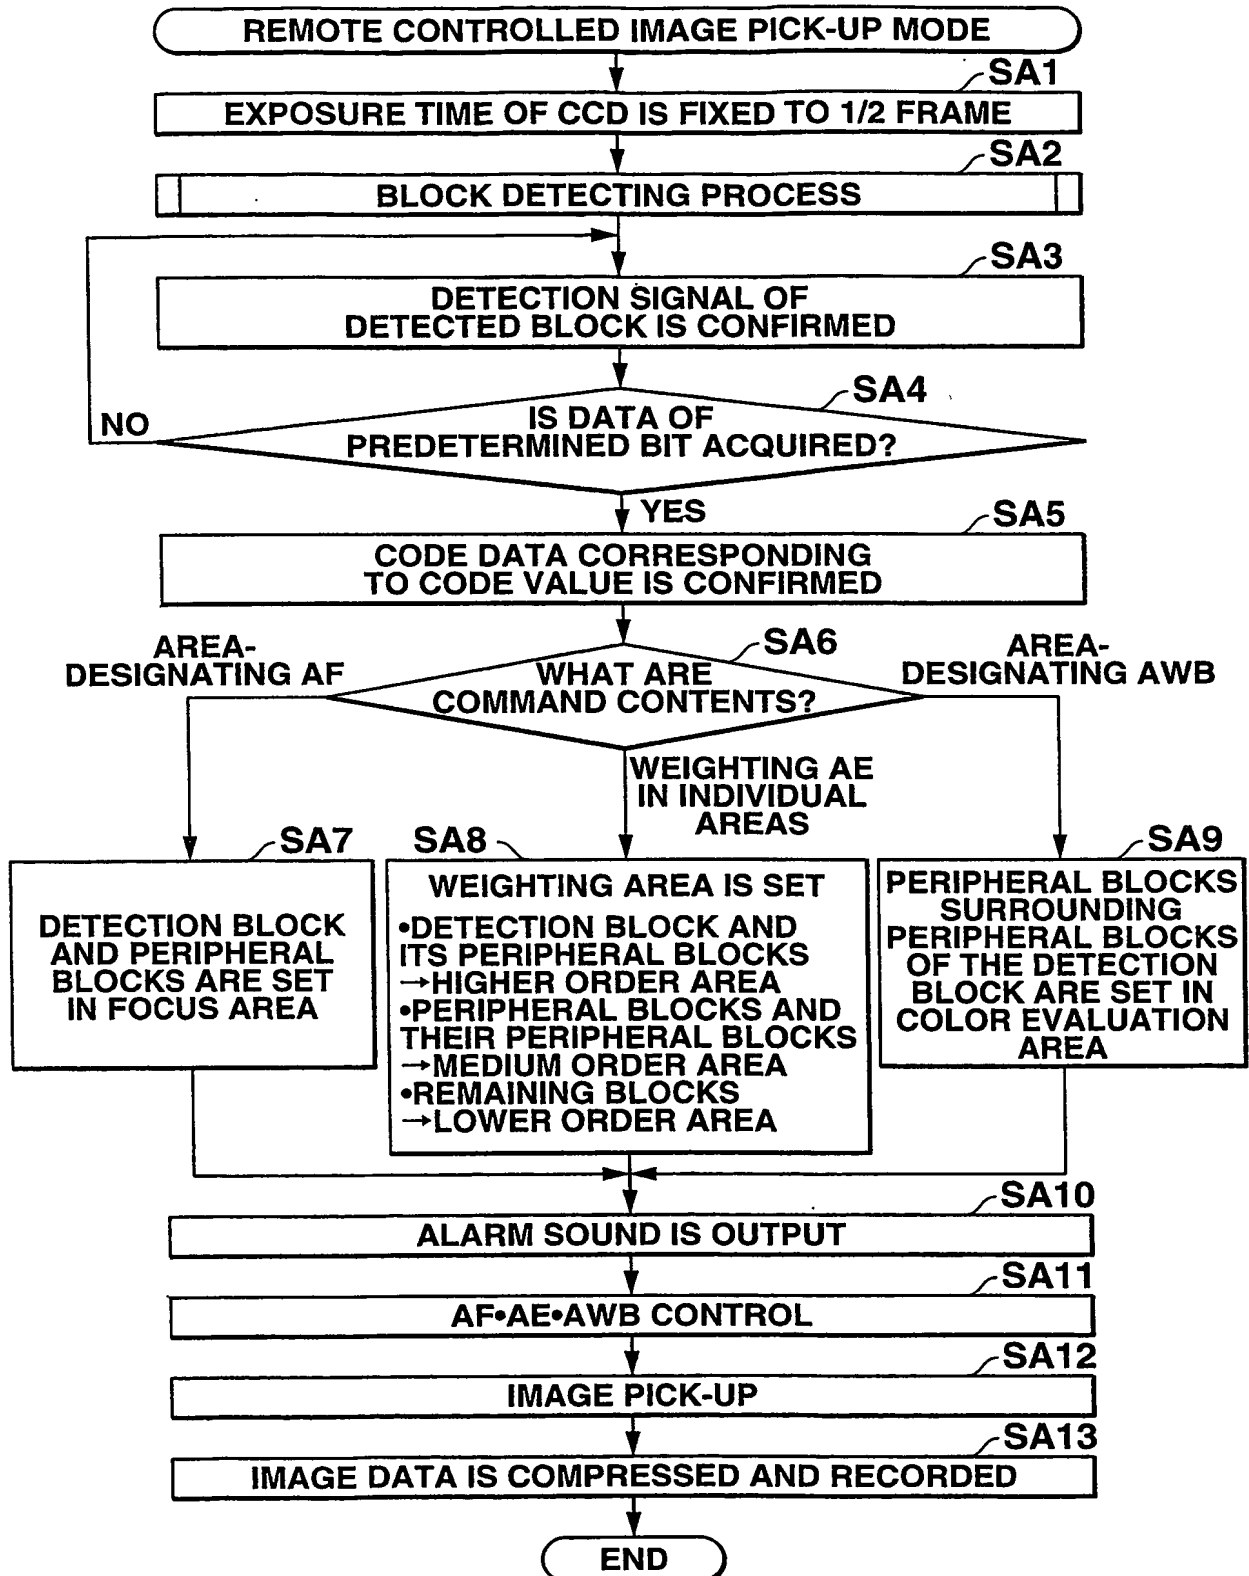 REMOTE CONTROLLED IMAGE PICK-UP MODE
SA1
EXPOSURE TIME OF CCD IS FIXED TO 1/2 FRAME
SA2
BLOCK DETECTING PROCESS
SA3
DETECTION SIGNAL OF
DETECTED BLOCK IS CONFIRMED
SA4
IS DATA OF
PREDETERMINED BIT ACQUIRED?
NO
YES
SA5
CODE DATA CORRESPONDING
TO CODE VALUE IS CONFIRMED
SA6
WHAT ARE
COMMAND CONTENTS?
AREA-
DESIGNATING AF
AREA-
DESIGNATING AWB
WEIGHTING AE
IN INDIVIDUAL
AREAS
SA7
DETECTION BLOCK
AND PERIPHERAL
BLOCKS ARE SET
IN FOCUS AREA
SA8
WEIGHTING AREA IS SET
•DETECTION BLOCK AND
ITS PERIPHERAL BLOCKS
→HIGHER ORDER AREA
•PERIPHERAL BLOCKS AND
THEIR PERIPHERAL BLOCKS
→MEDIUM ORDER AREA
•REMAINING BLOCKS
→LOWER ORDER AREA
SA9
PERIPHERAL BLOCKS
SURROUNDING
PERIPHERAL BLOCKS
OF THE DETECTION
BLOCK ARE SET IN
COLOR EVALUATION
AREA
SA10
ALARM SOUND IS OUTPUT
SA11
AF•AE•AWB CONTROL
SA12
IMAGE PICK-UP
SA13
IMAGE DATA IS COMPRESSED AND RECORDED
END